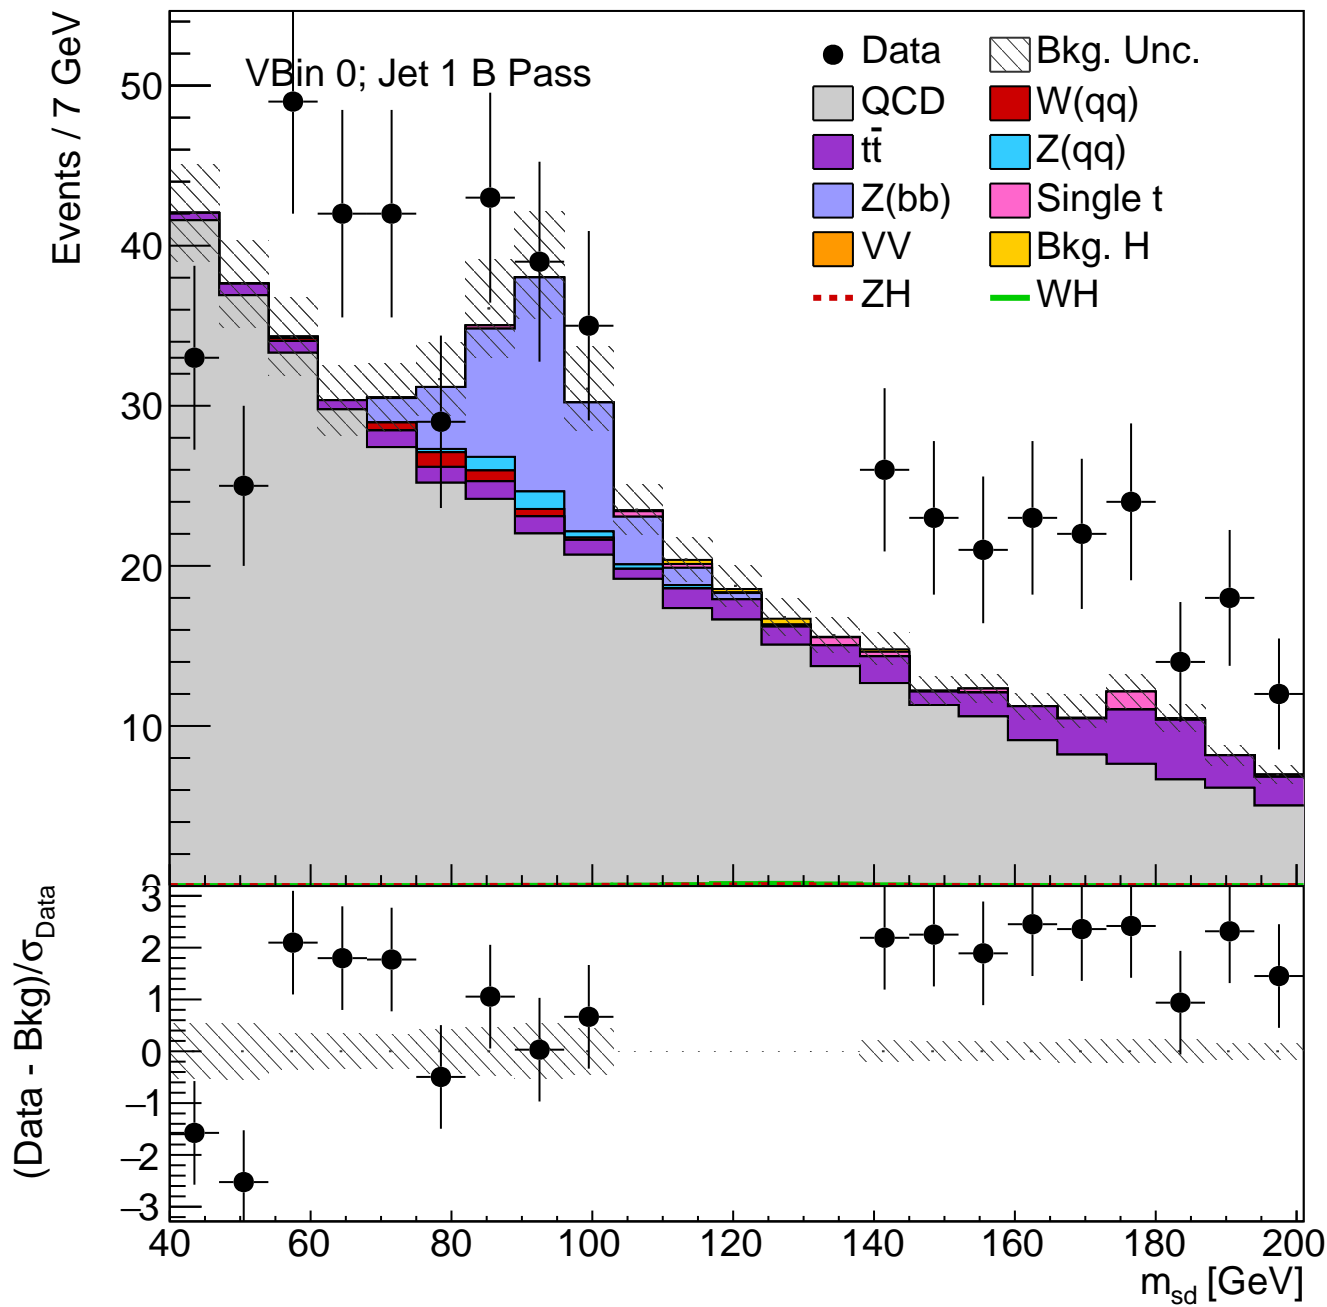 Events / 7 GeV
VBin 0; Jet 1 B Pass
Data
Bkg. Unc.
QCD
W(qq)
tt̄
Z(qq)
Z(bb)
Single t
VV
Bkg. H
ZH
WH
50
40
30
20
10
0
(Data - Bkg)/σ_Data
3
2
1
0
−1
−2
−3
40 60 80 100 120 140 160 180 200
m_sd [GeV]